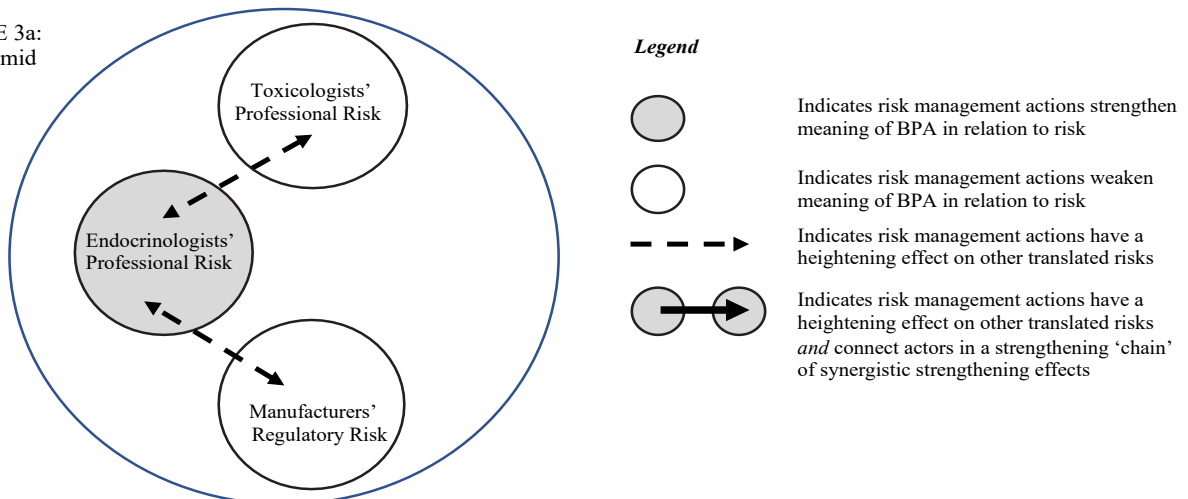 E 3a:
mid
Toxicologists’
Professional Risk
Endocrinologists’
Professional Risk
Manufacturers’
Regulatory Risk
Legend
Indicates risk management actions strengthen
meaning of BPA in relation to risk
Indicates risk management actions weaken
meaning of BPA in relation to risk
Indicates risk management actions have a
heightening effect on other translated risks
Indicates risk management actions have a
heightening effect on other translated risks
and connect actors in a strengthening ‘chain’
of synergistic strengthening effects